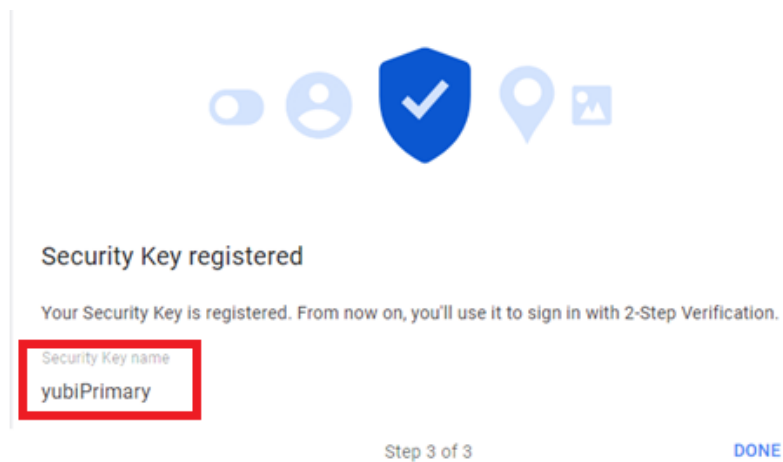 Security Key registered
Your Security Key is registered. From now on, you'll use it to sign in with 2-Step Verification.
Security Key name
yubiPrimary
Step 3 of 3
DONE